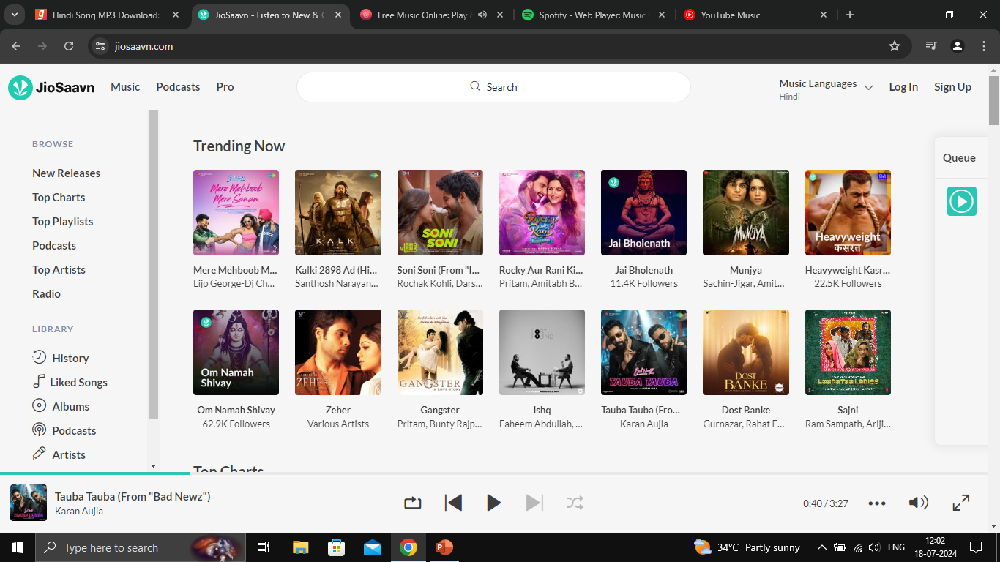 Hindi Song MP3 Download:
JioSaavn - Listen to New & O
Free Music Online: Play &
Spotify - Web Player: Music
YouTube Music
jiosaavn.com
JioSaavn
Music
Podcasts
Pro
Search
Music Languages
Hindi
Log In
Sign Up
BROWSE
New Releases
Top Charts
Top Playlists
Podcasts
Top Artists
Radio
LIBRARY
History
Liked Songs
Albums
Podcasts
Artists
Trending Now
Mere Mehboob
Mere Sanam
KALKI
SONI
SONI
Rocky
Rani
Jai Bholenath
MUNJYA
Heavyweight
कसरत
Mere Mehboob M...
Kalki 2898 Ad (Hi...
Soni Soni (From "I...
Rocky Aur Rani Ki...
Jai Bholenath
Munjya
Heavyweight Kasr...
Lijo George-Dj Ch...
Santhosh Narayan...
Rochak Kohli, Dars...
Pritam, Amitabh B...
11.4K Followers
Sachin-Jigar, Amit...
22.5K Followers
Om Namah
Shivay
ZEHER
GANGSTER
A LOVE STORY
Bad Newz
TAUBA TAUBA
DOST
BANKE
LAAPATAA LADIES
Om Namah Shivay
Zeher
Gangster
Ishq
Tauba Tauba (Fro...
Dost Banke
Sajni
62.9K Followers
Various Artists
Pritam, Bunty Rajp...
Faheem Abdullah, ...
Karan Aujla
Gurnazar, Rahat F...
Ram Sampath, Ariji...
Top Charts
Queue
Tauba Tauba (From "Bad Newz")
Karan Aujla
0:40 / 3:27
Type here to search
34°C Partly sunny
ENG
12:02
18-07-2024